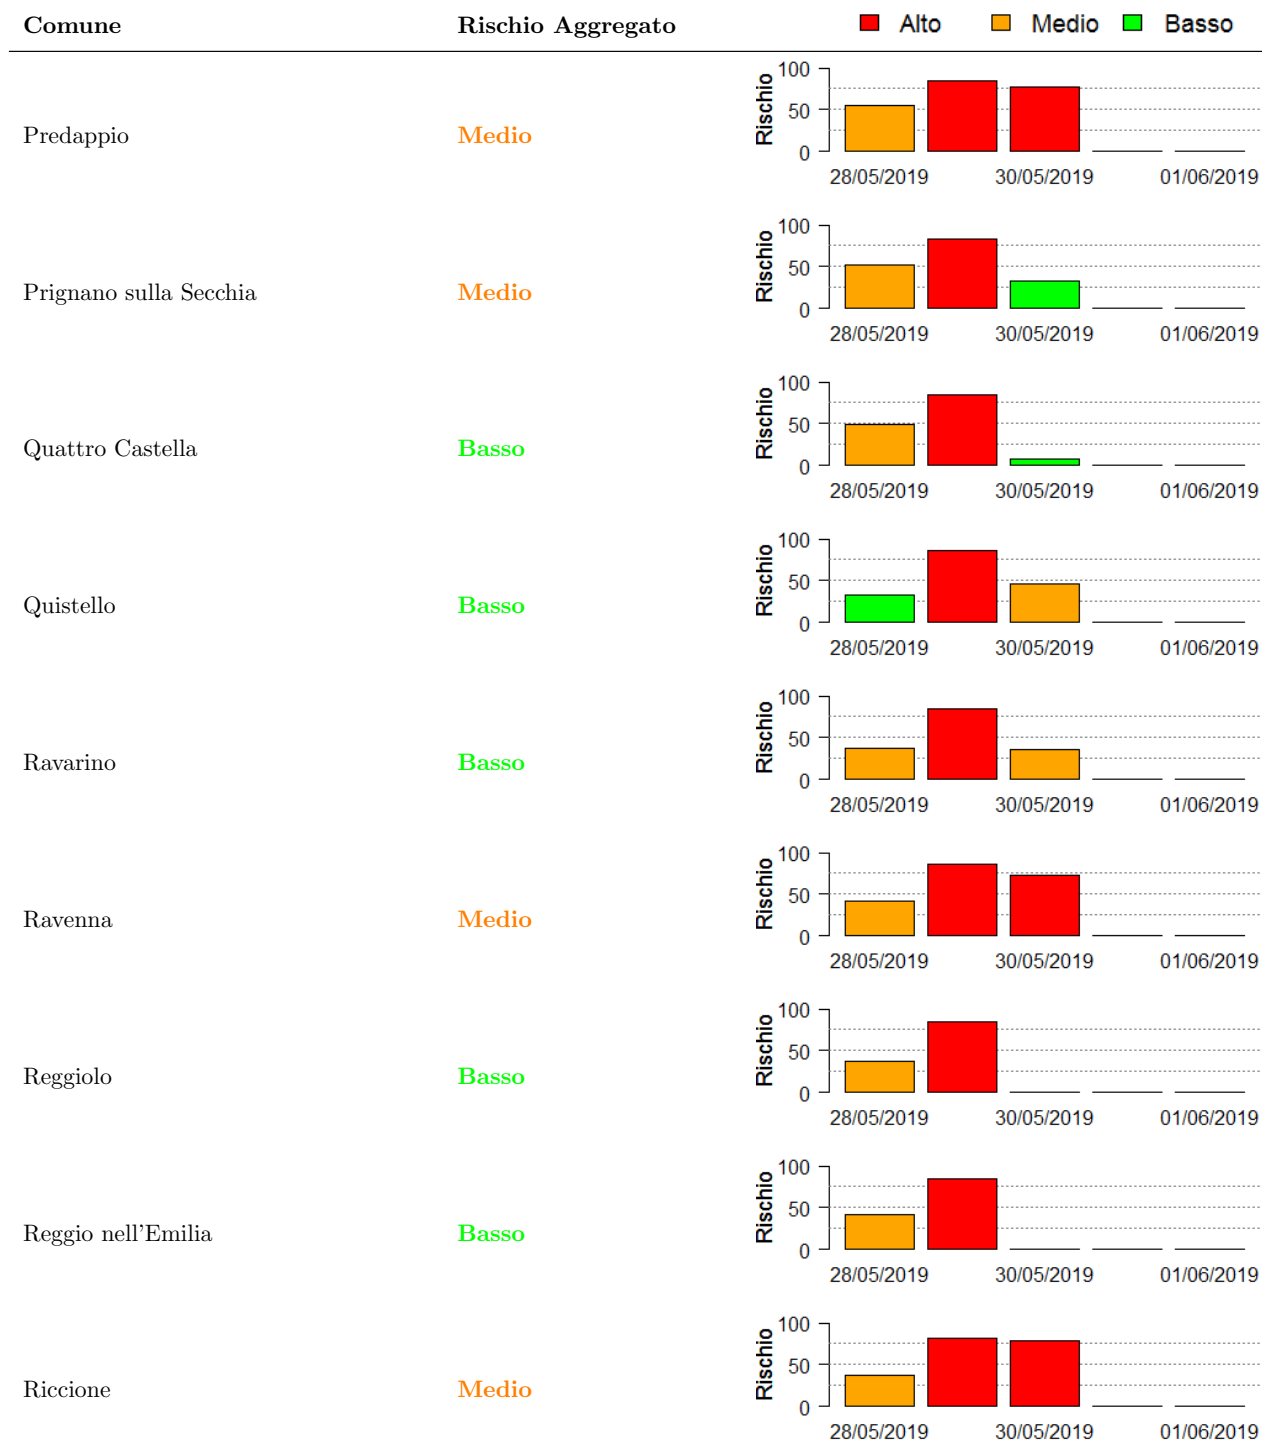 Comune Rischio Aggregato Alto Medio Basso
Predappio Medio Rischio 100 50 0
28/05/2019 30/05/2019 01/06/2019
Prignano sulla Secchia Medio Rischio 100 50 0
28/05/2019 30/05/2019 01/06/2019
Quattro Castella Basso Rischio 100 50 0
28/05/2019 30/05/2019 01/06/2019
Quistello Basso Rischio 100 50 0
28/05/2019 30/05/2019 01/06/2019
Ravarino Basso Rischio 100 50 0
28/05/2019 30/05/2019 01/06/2019
Ravenna Medio Rischio 100 50 0
28/05/2019 30/05/2019 01/06/2019
Reggiolo Basso Rischio 100 50 0
28/05/2019 30/05/2019 01/06/2019
Reggio nell'Emilia Basso Rischio 100 50 0
28/05/2019 30/05/2019 01/06/2019
Riccione Medio Rischio 100 50 0
28/05/2019 30/05/2019 01/06/2019